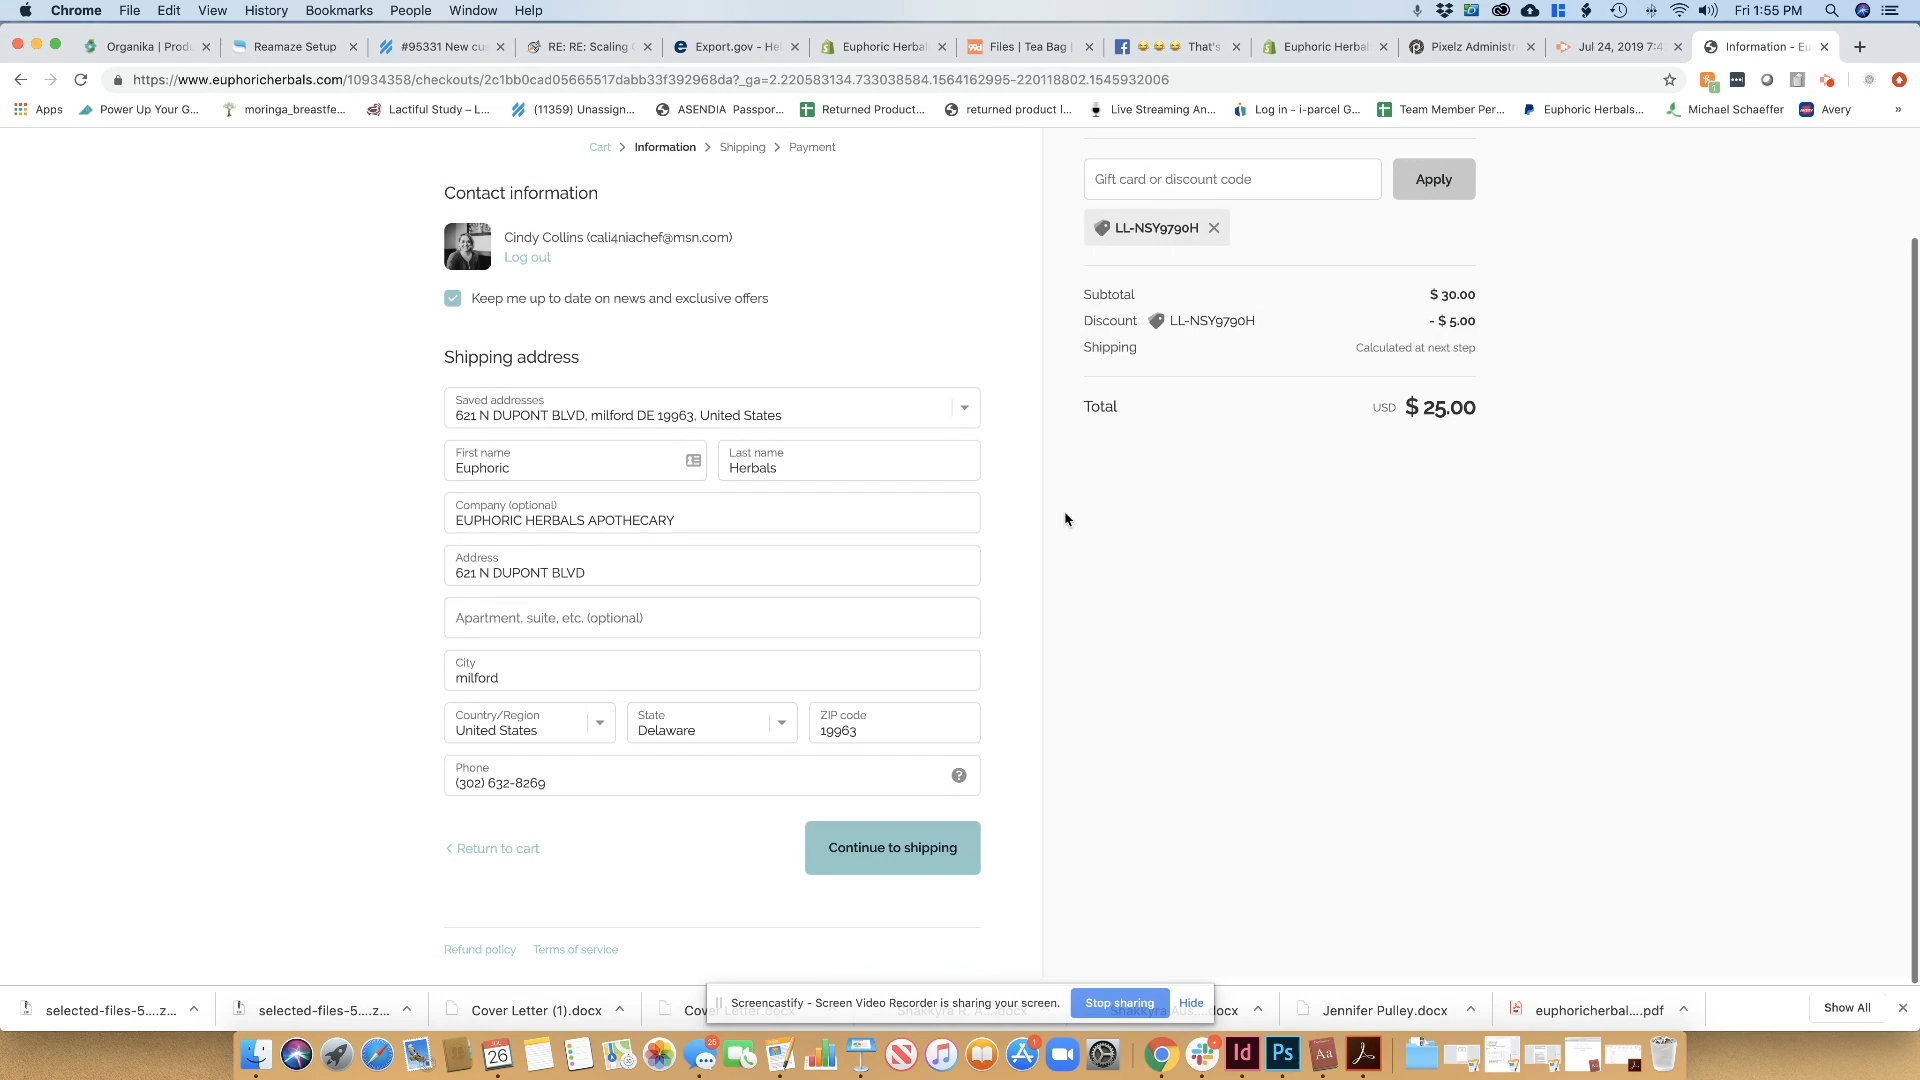 Chrome File Edit View History Bookmarks People Window Help Fri 1:55 PM
Organika | Produ Reamaze Setup #95331 New cus RE: RE: Scaling Export.gov - He Euphoric Herbal Files | Tea Bag 😂 😂 😂 That's Euphoric Herbal Pixelz Administra Jul 24, 2019 7:4 Information - Eu
https://www.euphoricherbals.com/10934358/checkouts/2c1bb0cad05665517dabb33f392968da?_ga=2.220583134.733038584.1564162995-220118802.1545932006
Apps Power Up Your G... moringa_breastfe... Lactiful Study – L... (11359) Unassign... ASENDIA Passpor... Returned Product... returned product l... Live Streaming An... Log in - i-parcel G... Team Member Per... Euphoric Herbals... Michael Schaeffer Avery »
Cart > Information > Shipping > Payment
Contact information
Cindy Collins (cali4niachef@msn.com)
Log out
Keep me up to date on news and exclusive offers
Shipping address
Saved addresses
621 N DUPONT BLVD, milford DE 19963, United States
First name
Euphoric
Last name
Herbals
Company (optional)
EUPHORIC HERBALS APOTHECARY
Address
621 N DUPONT BLVD
Apartment, suite, etc. (optional)
City
milford
Country/Region
United States
State
Delaware
ZIP code
19963
Phone
(302) 632-8269
< Return to cart
Continue to shipping
Refund policy Terms of service
Gift card or discount code
Apply
LL-NSY9790H
Subtotal $ 30.00
Discount LL-NSY9790H - $ 5.00
Shipping Calculated at next step
Total USD $ 25.00
Screencastify - Screen Video Recorder is sharing your screen. Stop sharing Hide
selected-files-5....z... selected-files-5....z... Cover Letter (1).docx Jennifer Pulley.docx euphoricherbal....pdf Show All
JUL 26 26 1 Id Ps Aa